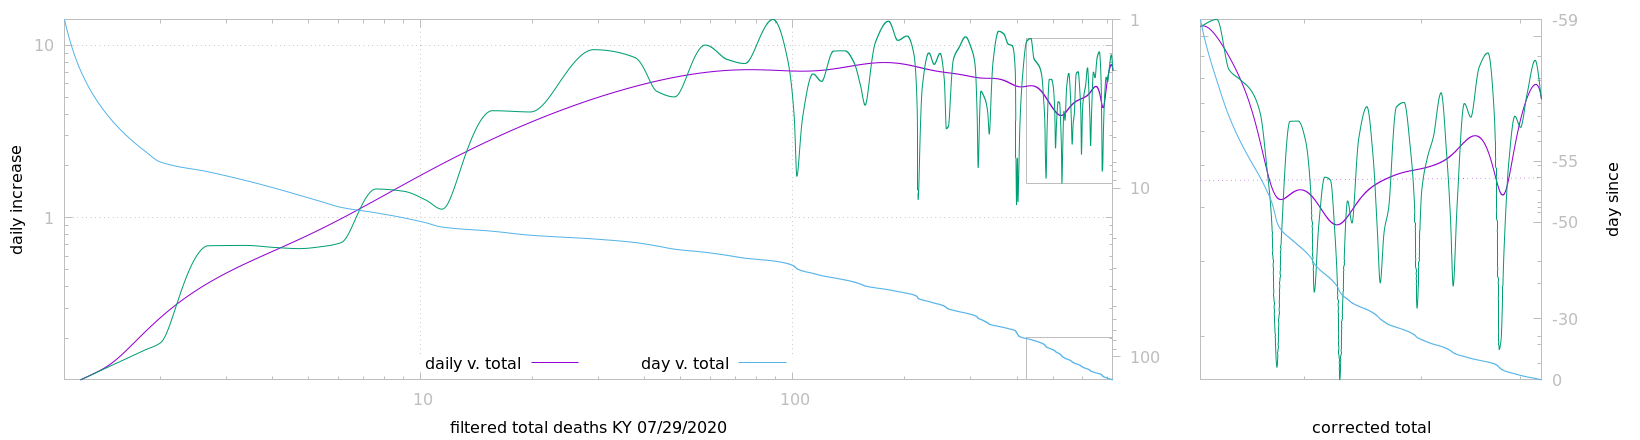 1
-59
10
daily increase
-55
day since
10
1
-50
-30
daily v. total
day v. total
100
0
10
100
filtered total deaths KY 07/29/2020
corrected total